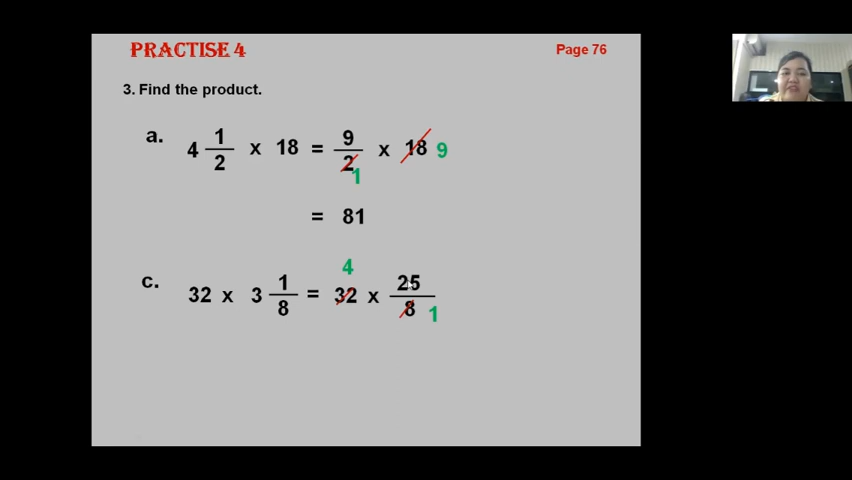 PRACTISE 4
Page 76
3. Find the product.
a. 4 1/2 x 18 = 9/2 x 18 9
1
= 81
4
c. 32 x 3 1/8 = 32 x 25/8 1